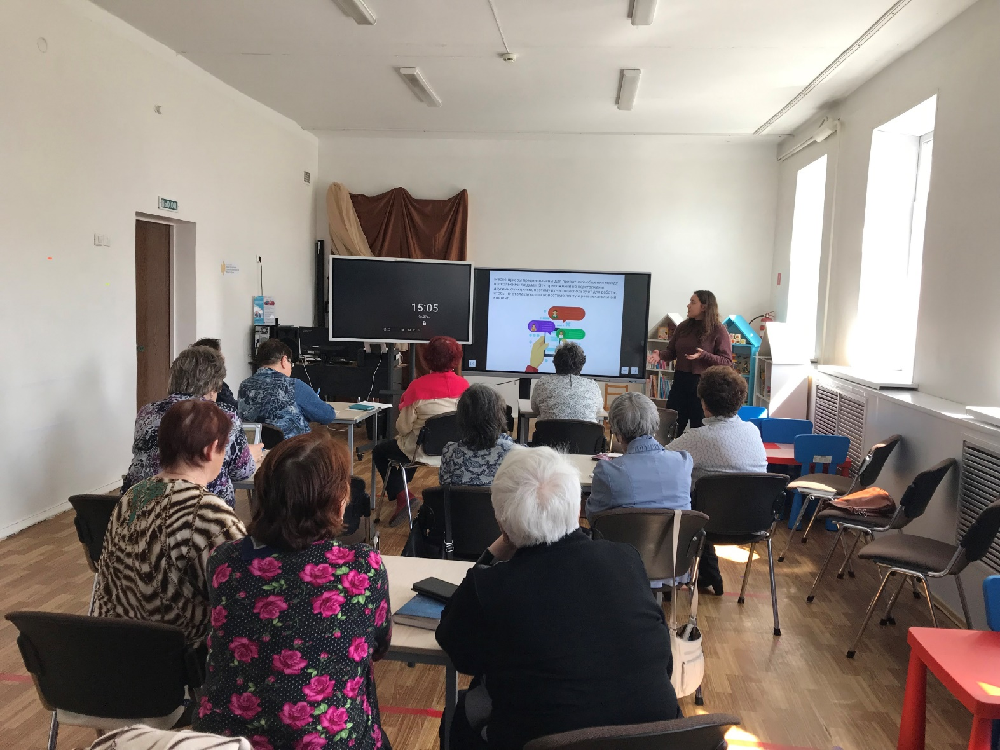 ВЫХОД
15:05
Мессенджеры предназначены для приватного общения между
несколькими людьми. Эти приложения не перегружены
другими функциями, поэтому их часто используют для работы,
чтобы не отвлекаться на новостную ленту и развлекательный
контент.
acer